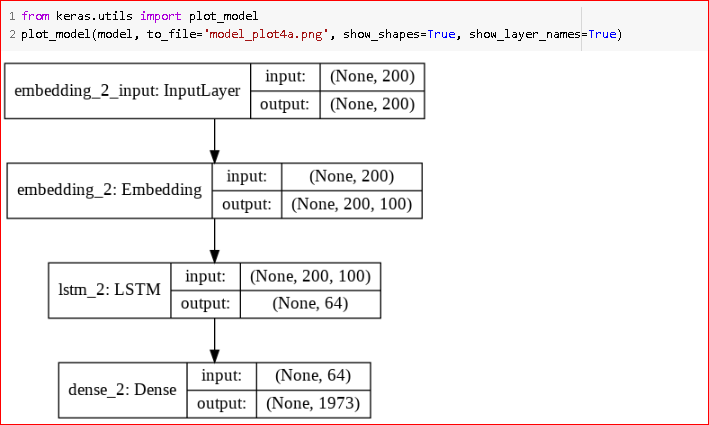 1 from keras.utils import plot_model
2 plot_model(model, to_file='model_plot4a.png', show_shapes=True, show_layer_names=True)
embedding_2_input: InputLayer
input: (None, 200)
output: (None, 200)
embedding_2: Embedding
input: (None, 200)
output: (None, 200, 100)
lstm_2: LSTM
input: (None, 200, 100)
output: (None, 64)
dense_2: Dense
input: (None, 64)
output: (None, 1973)